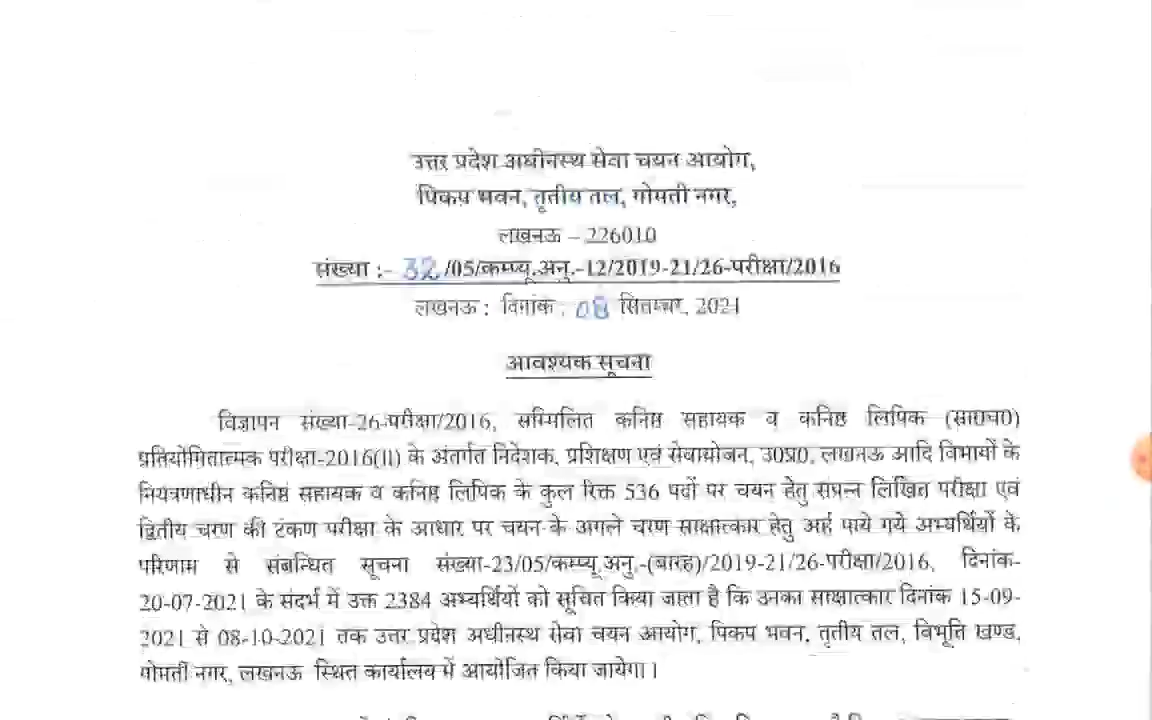 उत्तर प्रदेश अधीनस्थ सेवा चयन आयोग,
पिकप भवन, तृतीय तल, गोमती नगर,
लखनऊ – 226010
संख्या :- 32 /05/कम्प्यू.अनु.-12/2019-21/26-परीक्षा/2016
लखनऊ : दिनांक : 08 सितम्बर, 2021
आवश्यक सूचना
विज्ञापन संख्या-26-परीक्षा/2016, सम्मिलित कनिष्ठ सहायक व कनिष्ठ लिपिक (सा0च0)
प्रतियोगितात्मक परीक्षा-2016(II) के अंतर्गत निदेशक, प्रशिक्षण एवं सेवायोजन, उ0प्र0, लखनऊ आदि विभागों के
नियंत्रणाधीन कनिष्ठ सहायक व कनिष्ठ लिपिक के कुल रिक्त 536 पदों पर चयन हेतु संपन्न लिखित परीक्षा एवं
द्वितीय चरण की टंकण परीक्षा के आधार पर चयन के अगले चरण साक्षात्कार हेतु अर्ह पाये गये अभ्यर्थियों के
परिणाम से संबन्धित सूचना संख्या-23/05/कम्प्यू.अनु.-(बारह)/2019-21/26-परीक्षा/2016, दिनांक-
20-07-2021 के संदर्भ में उक्त 2384 अभ्यर्थियों को सूचित किया जाता है कि उनका साक्षात्कार दिनांक 15-09-
2021 से 08-10-2021 तक उत्तर प्रदेश अधीनस्थ सेवा चयन आयोग, पिकप भवन, तृतीय तल, विभूति खण्ड,
गोमती नगर, लखनऊ स्थित कार्यालय में आयोजित किया जायेगा।